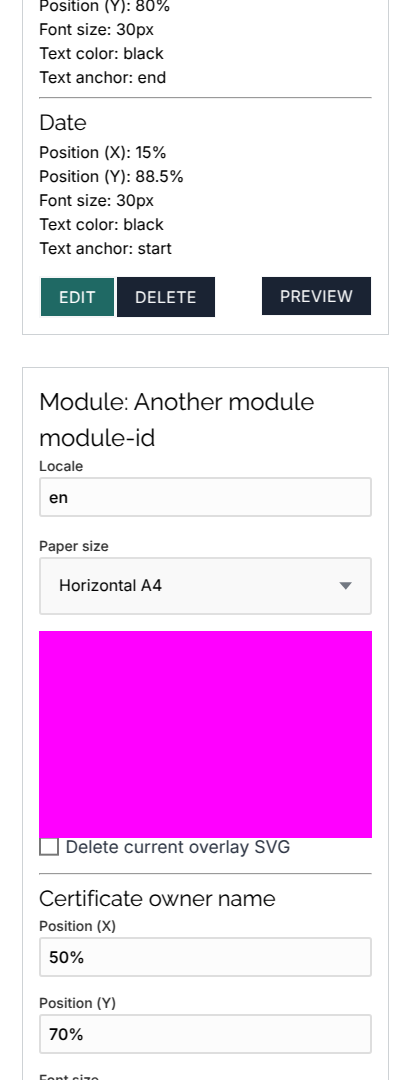 Position (Y): 80%
Font size: 30px
Text color: black
Text anchor: end
Date
Position (X): 15%
Position (Y): 88.5%
Font size: 30px
Text color: black
Text anchor: start
EDIT DELETE PREVIEW
Module: Another module
module-id
Locale
en
Paper size
Horizontal A4
Delete current overlay SVG
Certificate owner name
Position (X)
50%
Position (Y)
70%
Font size